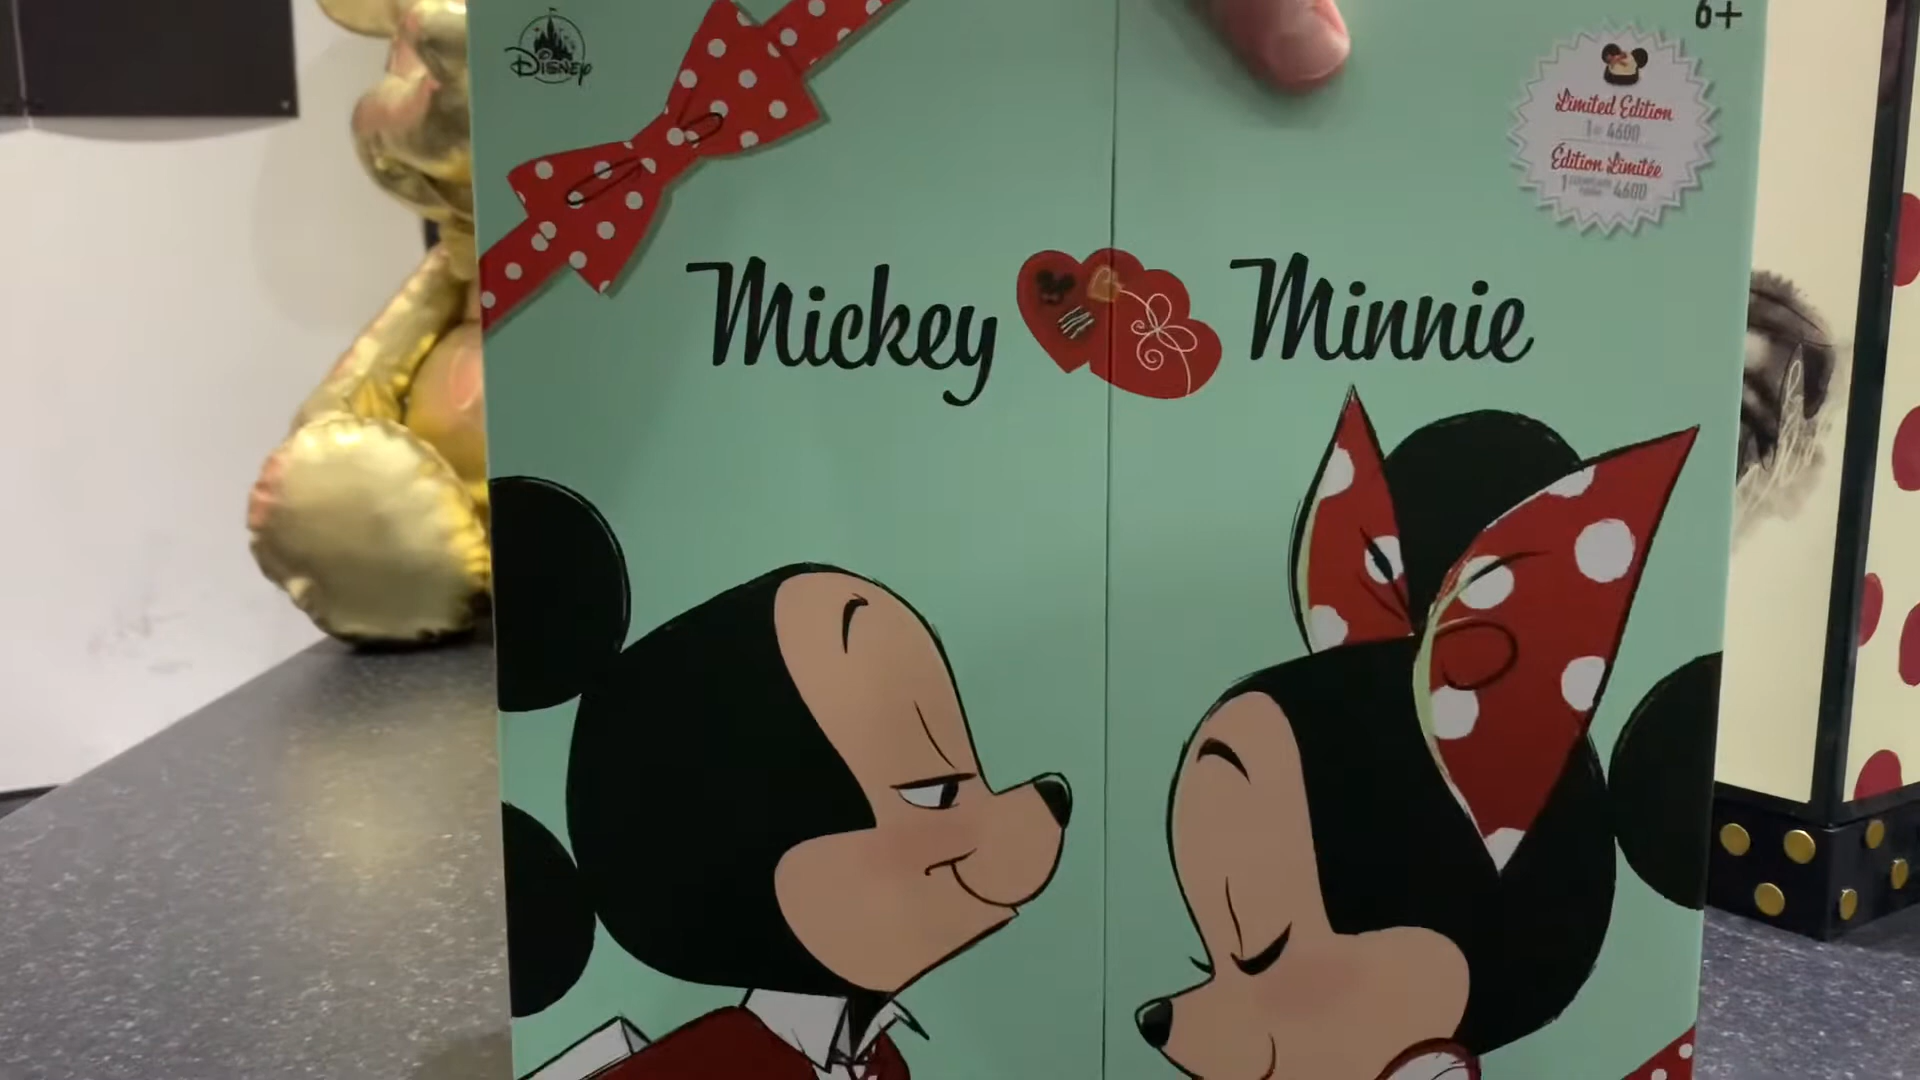 Disney
6+
Limited Edition
1 of 4600
Édition Limitée
4600
Mickey Minnie